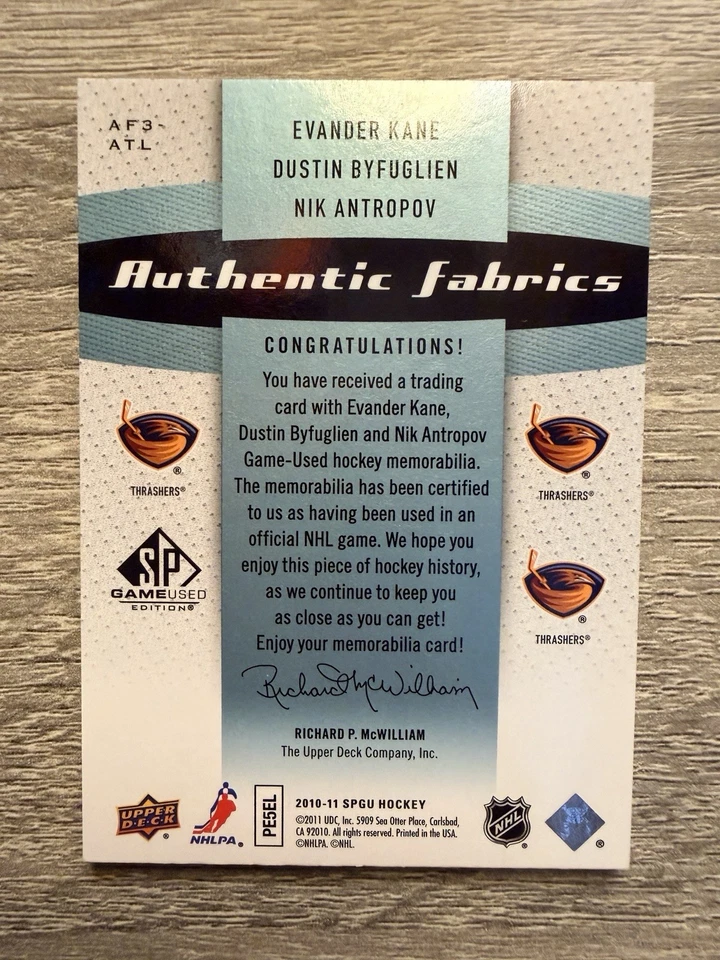 AF3-
ATL
EVANDER KANE
DUSTIN BYFUGLIEN
NIK ANTROPOV
Authentic fabrics
CONGRATULATIONS!
You have received a trading
card with Evander Kane,
Dustin Byfuglien and Nik Antropov
Game-Used hockey memorabilia.
The memorabilia has been certified
to us as having been used in an
official NHL game. We hope you
enjoy this piece of hockey history,
as we continue to keep you
as close as you can get!
Enjoy your memorabilia card!
THRASHERS®
THRASHERS®
SP
GAMEUSED
EDITION®
THRASHERS®
Richard P. McWilliam
RICHARD P. McWILLIAM
The Upper Deck Company, Inc.
UPPER
DECK
NHLPA®
PE5EL
2010-11 SPGU HOCKEY
©2011 UDC, Inc. 5909 Sea Otter Place, Carlsbad,
CA 92010. All rights reserved. Printed in the USA.
©NHLPA. ©NHL.
NHL